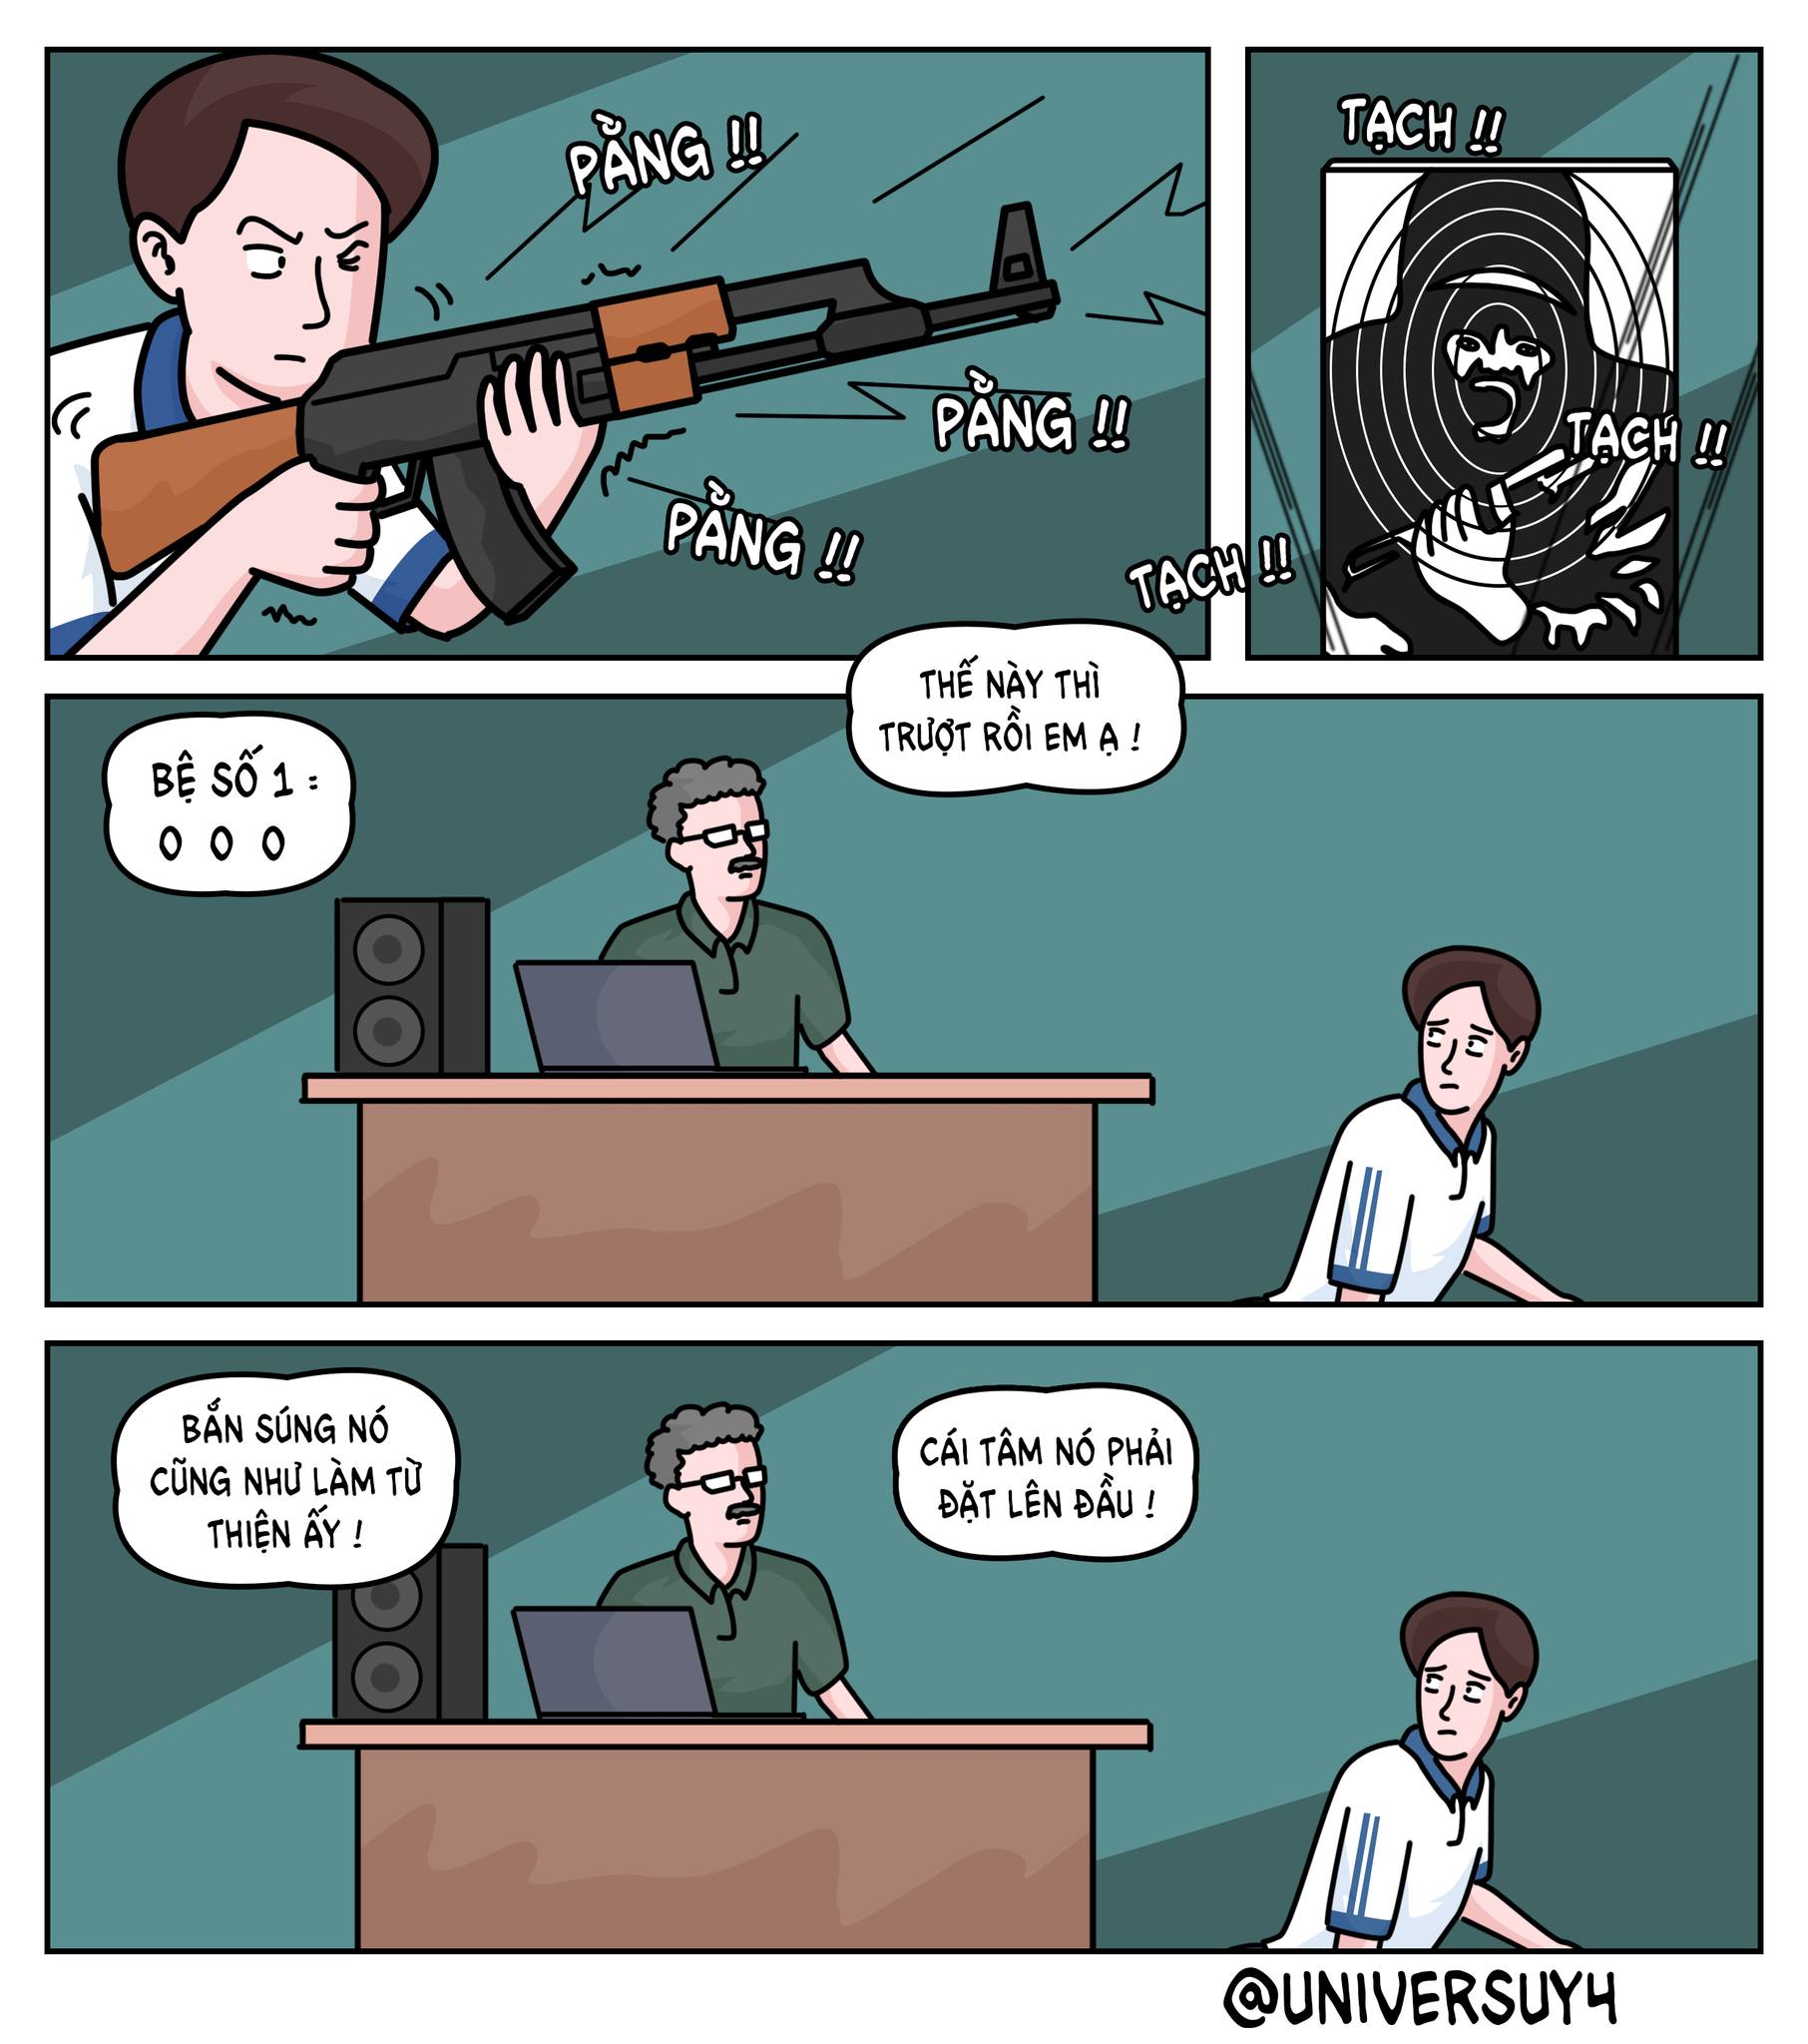 PẰNG !!
PẰNG !!
PẰNG !!
TẠCH !!
TẠCH !!
TẠCH !!
BỆ SỐ 1 :
0 0 0
THẾ NÀY THÌ
TRƯỢT RỒI EM Ạ !
BẮN SÚNG NÓ
CŨNG NHƯ LÀM TỪ
THIỆN ẤY !
CÁI TÂM NÓ PHẢI
ĐẶT LÊN ĐẦU !
@UNIVERSUY4